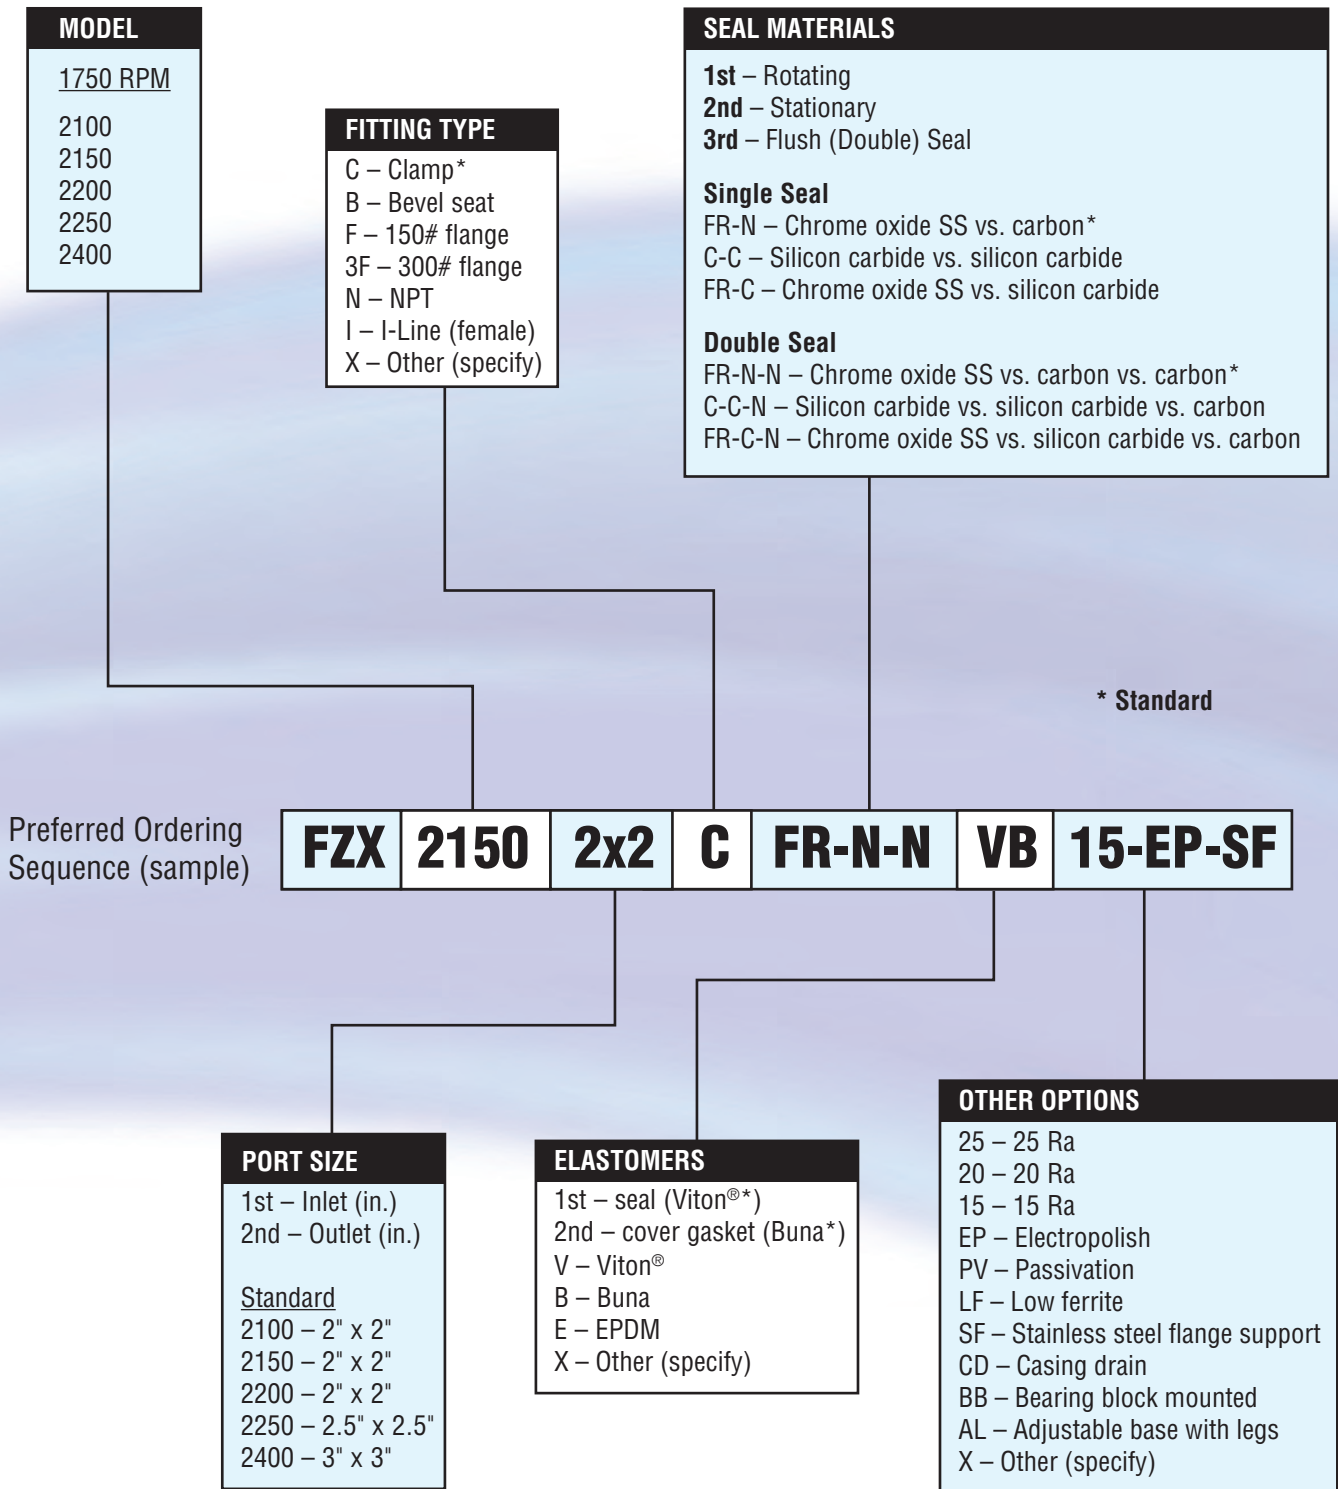 MODEL
1750 RPM
2100
2150
2200
2250
2400
FITTING TYPE
C – Clamp*
B – Bevel seat
F – 150# flange
3F – 300# flange
N – NPT
I – I-Line (female)
X – Other (specify)
SEAL MATERIALS
1st – Rotating
2nd – Stationary
3rd – Flush (Double) Seal
Single Seal
FR-N – Chrome oxide SS vs. carbon*
C-C – Silicon carbide vs. silicon carbide
FR-C – Chrome oxide SS vs. silicon carbide
Double Seal
FR-N-N – Chrome oxide SS vs. carbon vs. carbon*
C-C-N – Silicon carbide vs. silicon carbide vs. carbon
FR-C-N – Chrome oxide SS vs. silicon carbide vs. carbon
* Standard
Preferred Ordering
Sequence (sample)
FZX 2150 2x2 C FR-N-N VB 15-EP-SF
PORT SIZE
1st – Inlet (in.)
2nd – Outlet (in.)
Standard
2100 – 2" x 2"
2150 – 2" x 2"
2200 – 2" x 2"
2250 – 2.5" x 2.5"
2400 – 3" x 3"
ELASTOMERS
1st – seal (Viton®*)
2nd – cover gasket (Buna*)
V – Viton®
B – Buna
E – EPDM
X – Other (specify)
OTHER OPTIONS
25 – 25 Ra
20 – 20 Ra
15 – 15 Ra
EP – Electropolish
PV – Passivation
LF – Low ferrite
SF – Stainless steel flange support
CD – Casing drain
BB – Bearing block mounted
AL – Adjustable base with legs
X – Other (specify)